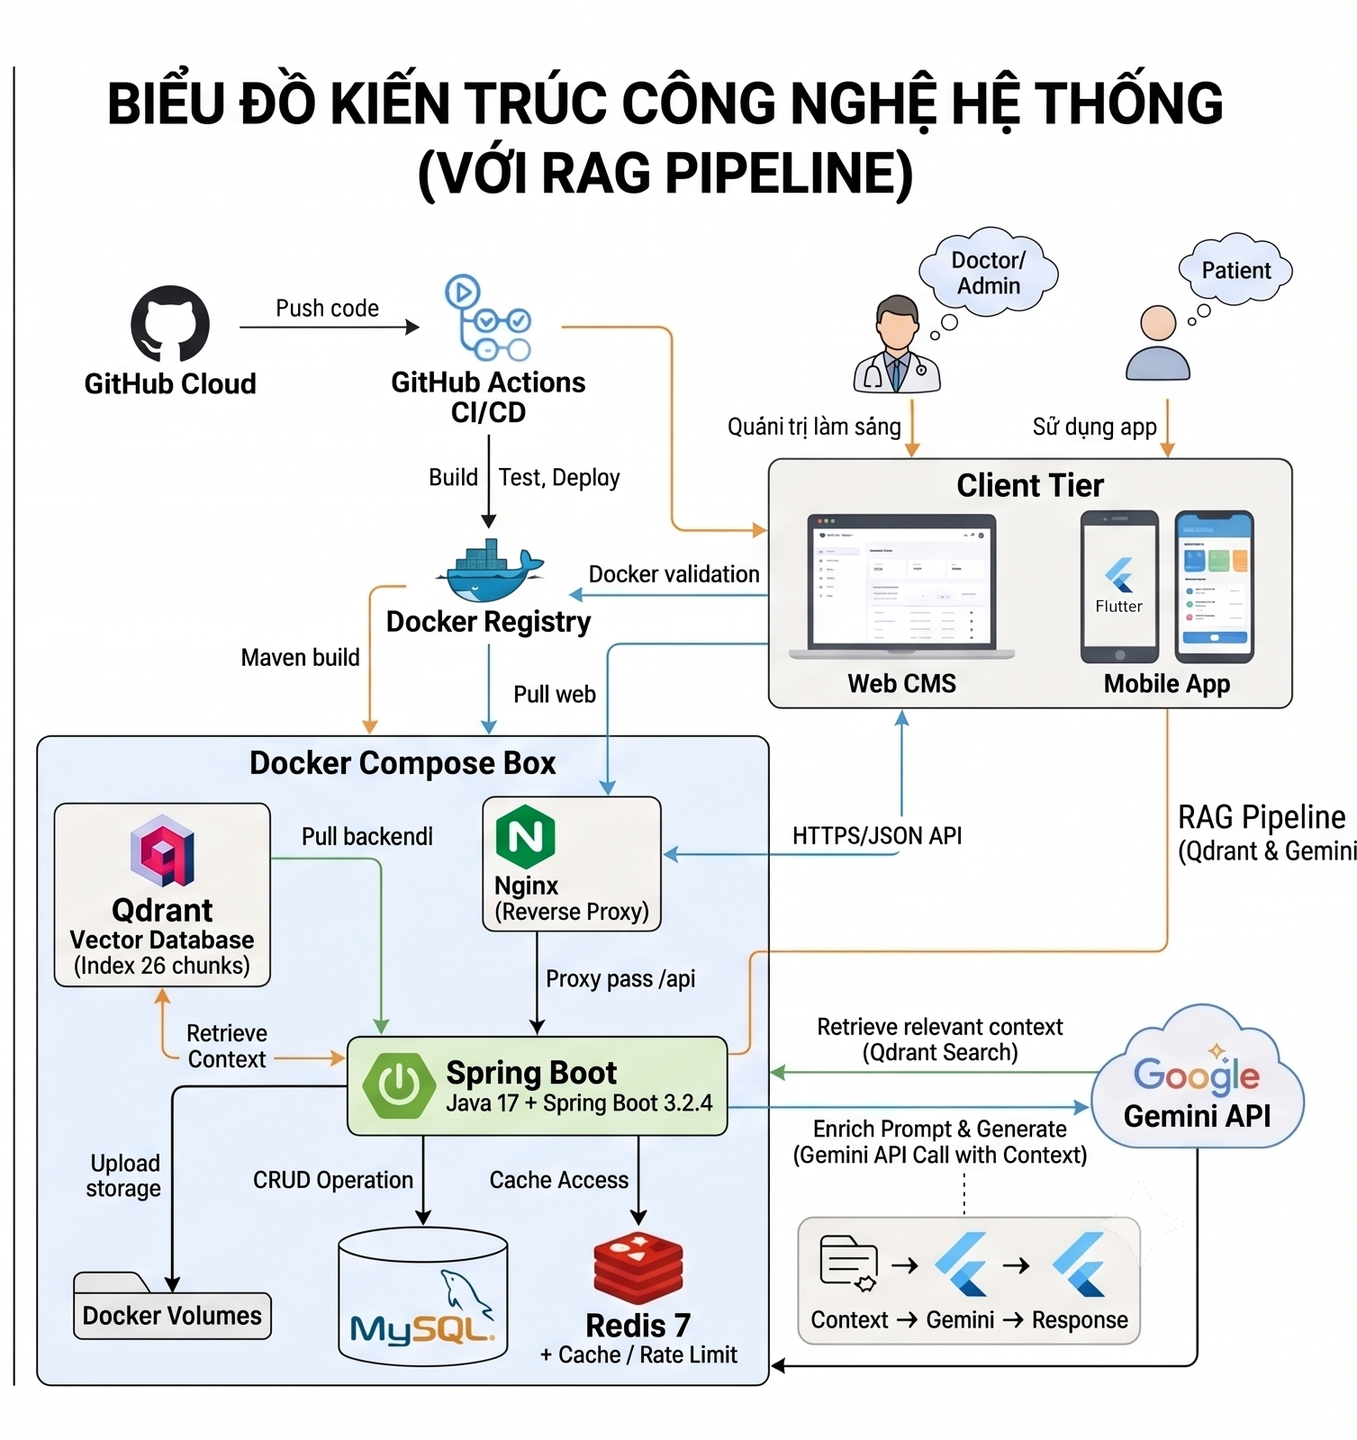 BIỂU ĐỒ KIẾN TRÚC CÔNG NGHỆ HỆ THỐNG
(VỚI RAG PIPELINE)
Doctor/
Admin
Patient
Push code
GitHub Cloud
GitHub Actions
CI/CD
Quáni trị làm sáng
Sử dụng app
Build
Test, Deploy
Client Tier
Flutter
Web CMS
Mobile App
Docker validation
Docker Registry
Maven build
Pull web
Docker Compose Box
Pull backendi
Qdrant
Vector Database
(Index 26 chunks)
N
Nginx
(Reverse Proxy)
HTTPS/JSON API
RAG Pipeline
(Qdrant & Gemini
Proxy pass /api
Retrieve
Context
Spring Boot
Java 17 + Spring Boot 3.2.4
Retrieve relevant context
(Qdrant Search)
Google
Gemini API
Enrich Prompt & Generate
(Gemini API Call with Context)
Upload
storage
CRUD Operation
Cache Access
Docker Volumes
MySQL.
Redis 7
+ Cache / Rate Limit
Context → Gemini → Response